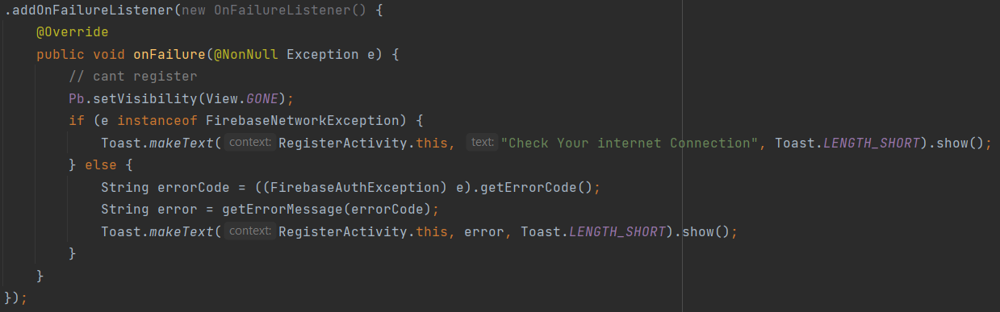 .addOnFailureListener(new OnFailureListener() {
@Override
public void onFailure(@NonNull Exception e) {
// cant register
Pb.setVisibility(View.GONE);
if (e instanceof FirebaseNetworkException) {
Toast.makeText( context: RegisterActivity.this, text: "Check Your internet Connection", Toast.LENGTH_SHORT).show();
} else {
String errorCode = ((FirebaseAuthException) e).getErrorCode();
String error = getErrorMessage(errorCode);
Toast.makeText( context: RegisterActivity.this, error, Toast.LENGTH_SHORT).show();
}
}
});